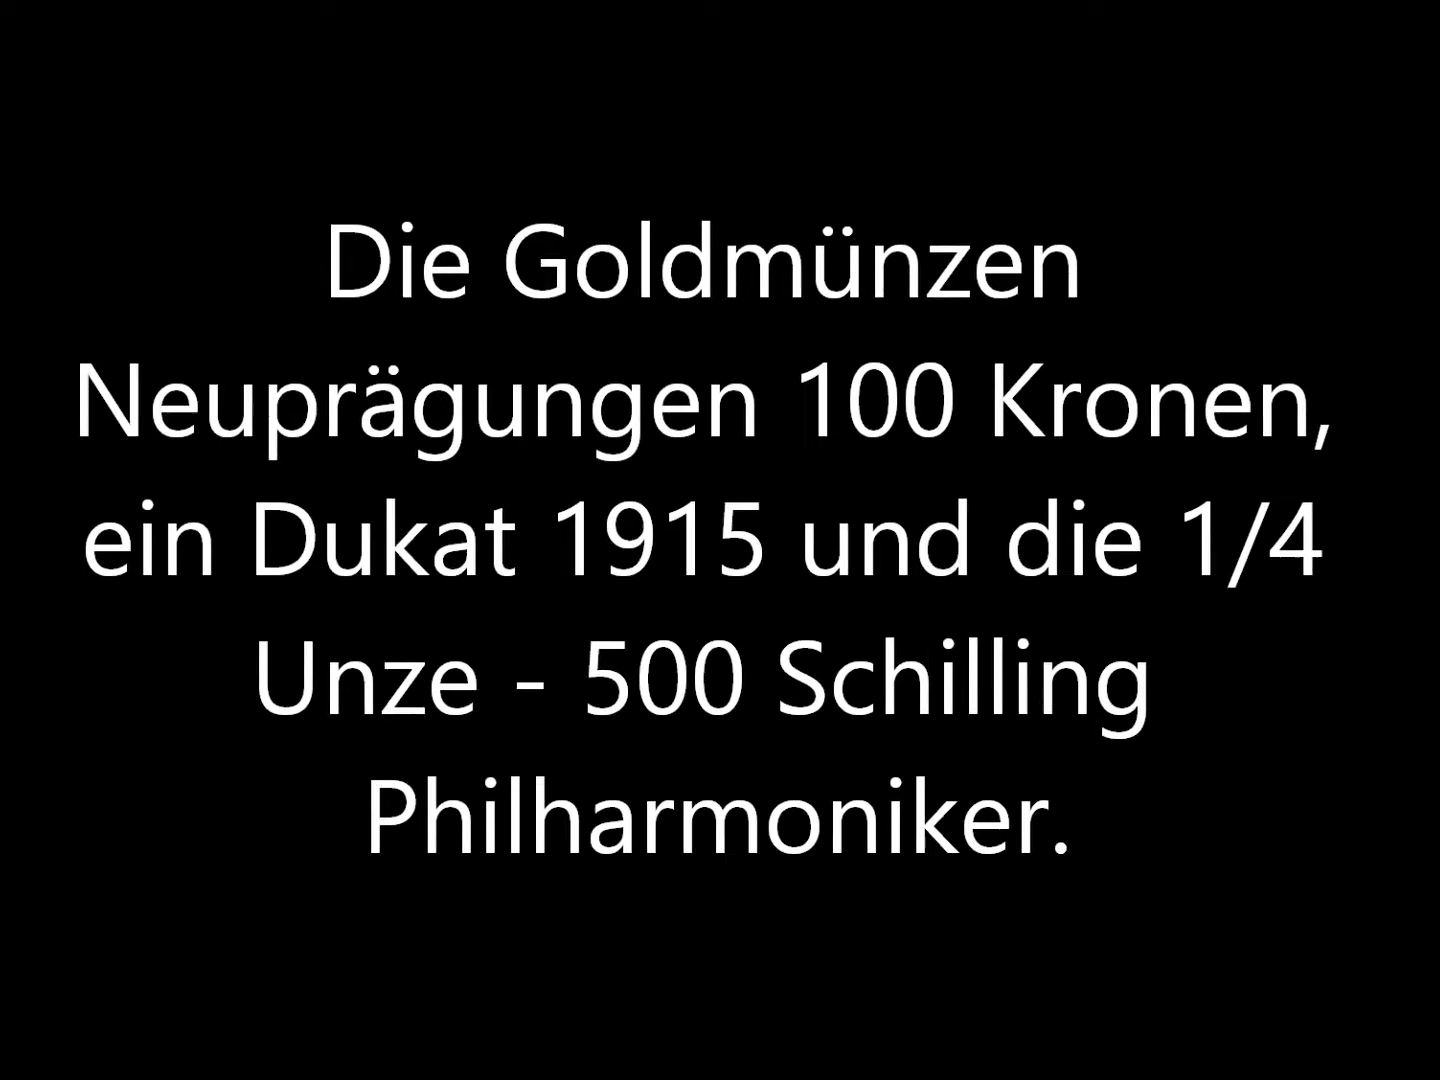 Die Goldmünzen
Neuprägungen 100 Kronen,
ein Dukat 1915 und die 1/4
Unze - 500 Schilling
Philharmoniker.